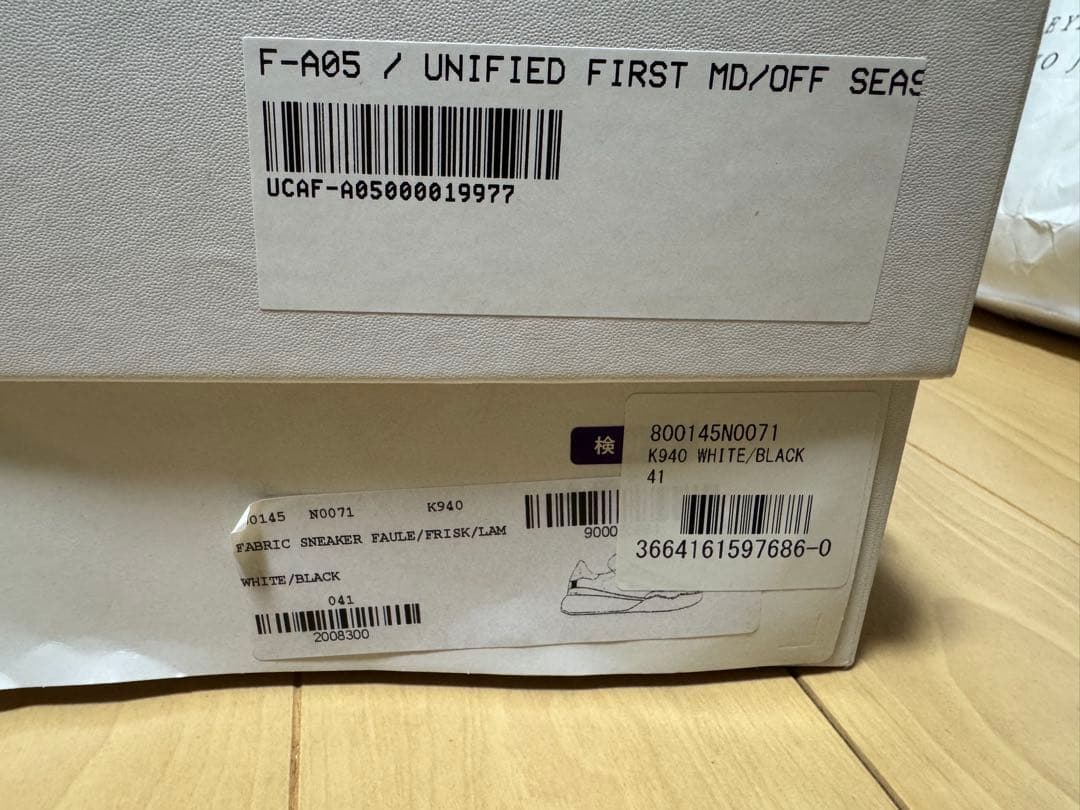 F-A05 / UNIFIED FIRST MD/OFF SEAS
UCAF-A05000019977
検
800145N0071
K940 WHITE/BLACK
41
3664161597686-0
0145 N0071 K940
FABRIC SNEAKER FAULE/FRISK/LAM
9000
WHITE/BLACK
041
2008300